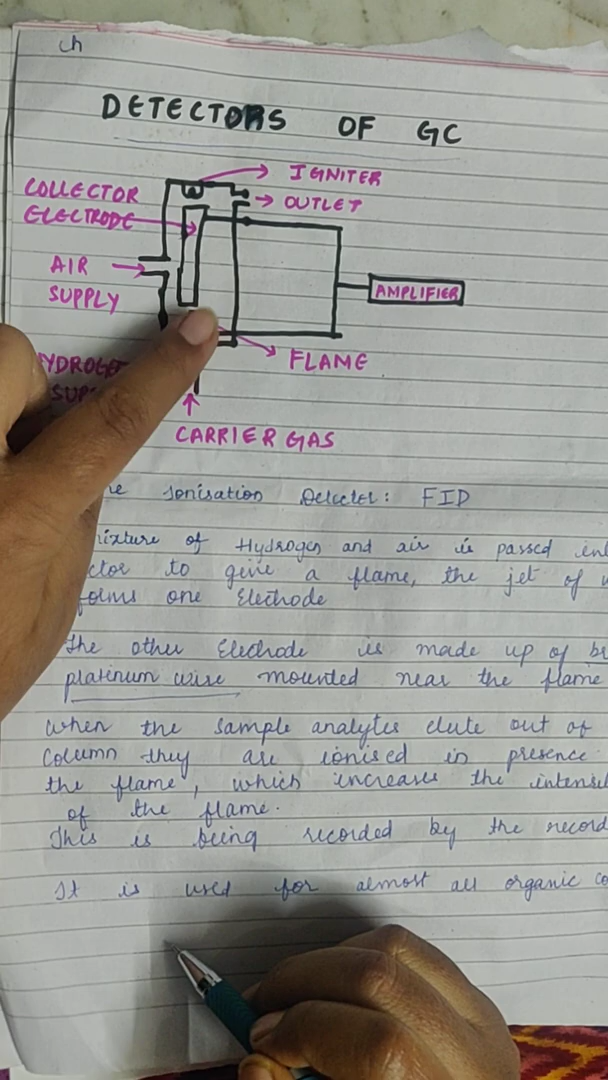 ch
DETECTORS OF GC
IGNITER
COLLECTOR
ELECTRODE
OUTLET
AIR
SUPPLY
AMPLIFIER
FLAME
CARRIER GAS
Ionisation Detector: FID
of Hydrogen and air is passed
to give a flame, the jet of
forms one Electrode
The other Electrode is made up of
platinum wire mounted near the flame
When the sample analytes elute out of
Column they are ionised in presence
the flame, which increases the
of the flame.
This is being recorded by the
It is used for almost all organic